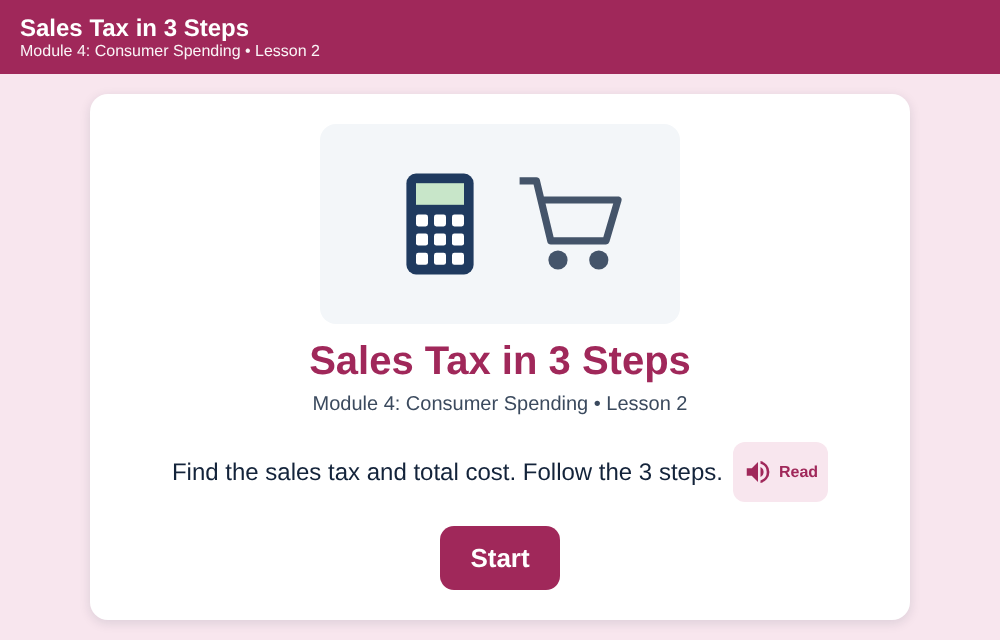 Sales Tax in 3 Steps
Module 4: Consumer Spending • Lesson 2
Sales Tax in 3 Steps
Module 4: Consumer Spending • Lesson 2
Find the sales tax and total cost. Follow the 3 steps.
Read
Start